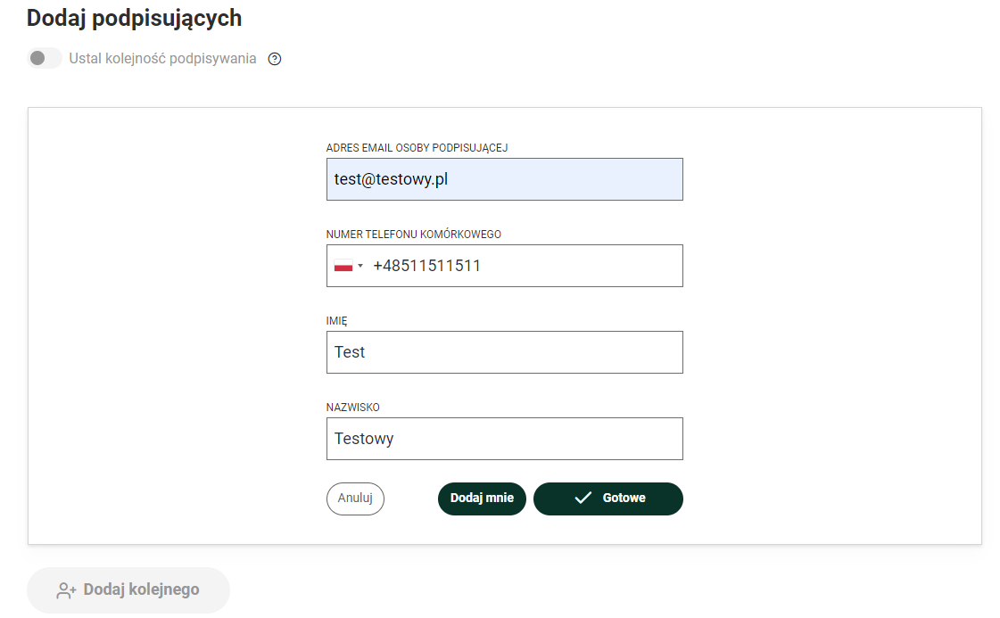 Dodaj podpisujących
Ustal kolejność podpisywania ?
ADRES EMAIL OSOBY PODPISUJĄCEJ
test@testowy.pl
NUMER TELEFONU KOMÓRKOWEGO
+48511511511
IMIĘ
Test
NAZWISKO
Testowy
Anuluj Dodaj mnie Gotowe
Dodaj kolejnego